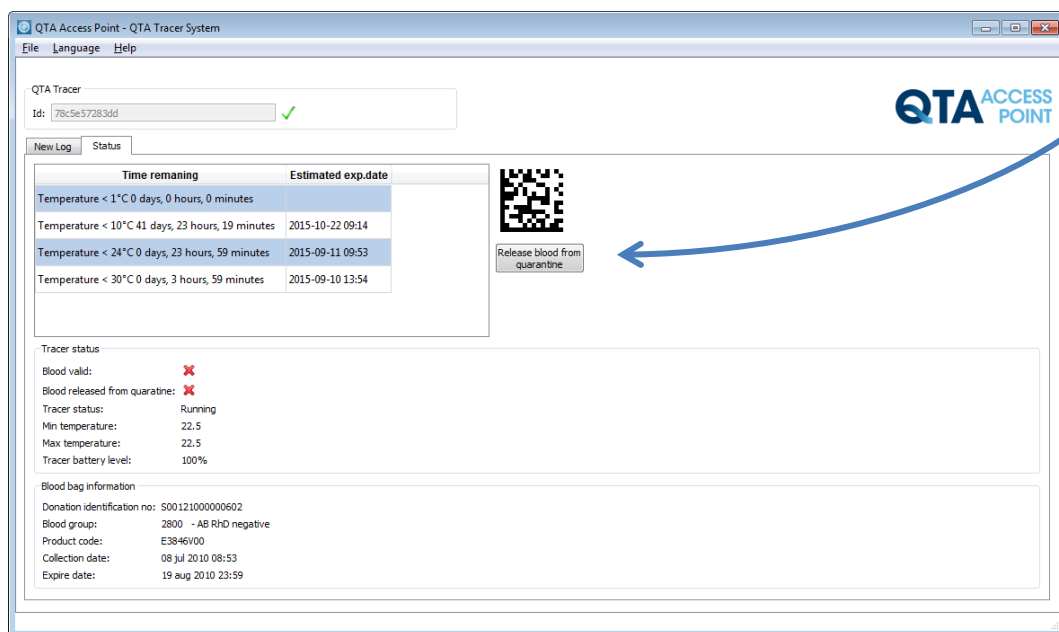 QTA Access Point - QTA Tracer System
File Language Help
QTA Tracer
Id: 78c5e57283dd
QTA ACCESS
POINT
New Log Status
Time remaning Estimated exp.date
Temperature < 1°C 0 days, 0 hours, 0 minutes
Temperature < 10°C 41 days, 23 hours, 19 minutes 2015-10-22 09:14
Temperature < 24°C 0 days, 23 hours, 59 minutes 2015-09-11 09:53
Temperature < 30°C 0 days, 3 hours, 59 minutes 2015-09-10 13:54
Release blood from
quarantine
Tracer status
Blood valid:
Blood released from quaratine:
Tracer status: Running
Min temperature: 22.5
Max temperature: 22.5
Tracer battery level: 100%
Blood bag information
Donation identification no: S00121000000602
Blood group: 2800 - AB RhD negative
Product code: E3846V00
Collection date: 08 jul 2010 08:53
Expire date: 19 aug 2010 23:59